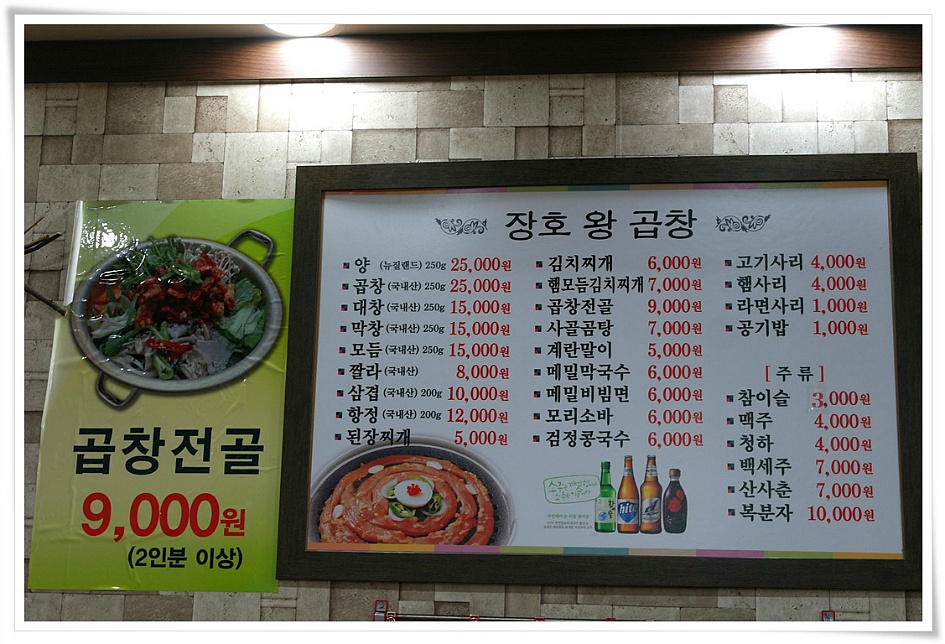 곱창전골
9,000원
(2인분 이상)
장호 왕 곱창
양 (뉴질랜드) 250g 25,000원
곱창 (국내산) 250g 25,000원
대창 (국내산) 250g 15,000원
막창 (국내산) 250g 15,000원
모듬 (국내산) 250g 15,000원
짤라 (국내산) 8,000원
삼겹 (국내산) 200g 10,000원
항정 (국내산) 200g 12,000원
된장찌개 5,000원
김치찌개 6,000원
햄모듬김치찌개 7,000원
곱창전골 9,000원
사골곰탕 7,000원
계란말이 5,000원
메밀막국수 6,000원
메밀비빔면 6,000원
모리소바 6,000원
검정콩국수 6,000원
고기사리 4,000원
햄사리 4,000원
라면사리 1,000원
공기밥 1,000원
[ 주 류 ]
참이슬 3,000원
맥주 4,000원
청하 4,000원
백세주 7,000원
산사춘 7,000원
복분자 10,000원
hite